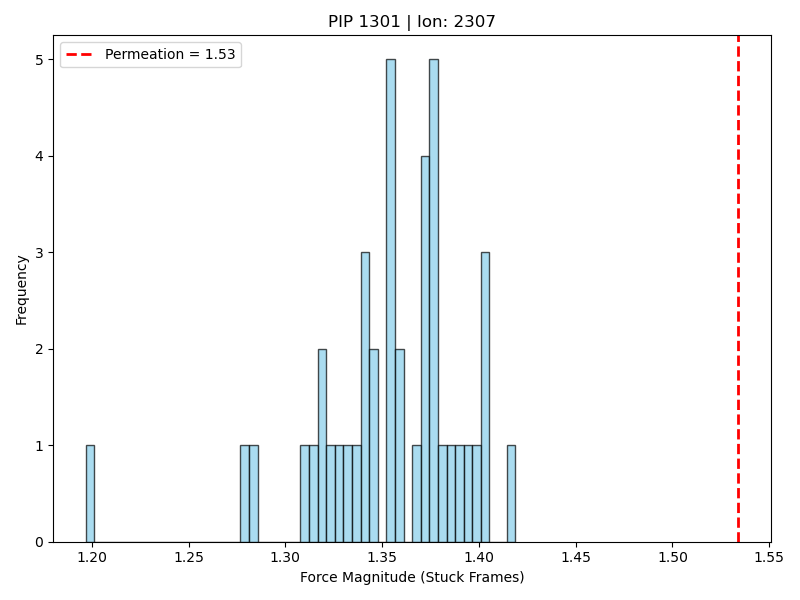 PIP 1301 | Ion: 2307
Permeation = 1.53
Frequency
5
4
3
2
1
0
1.20 1.25 1.30 1.35 1.40 1.45 1.50 1.55
Force Magnitude (Stuck Frames)